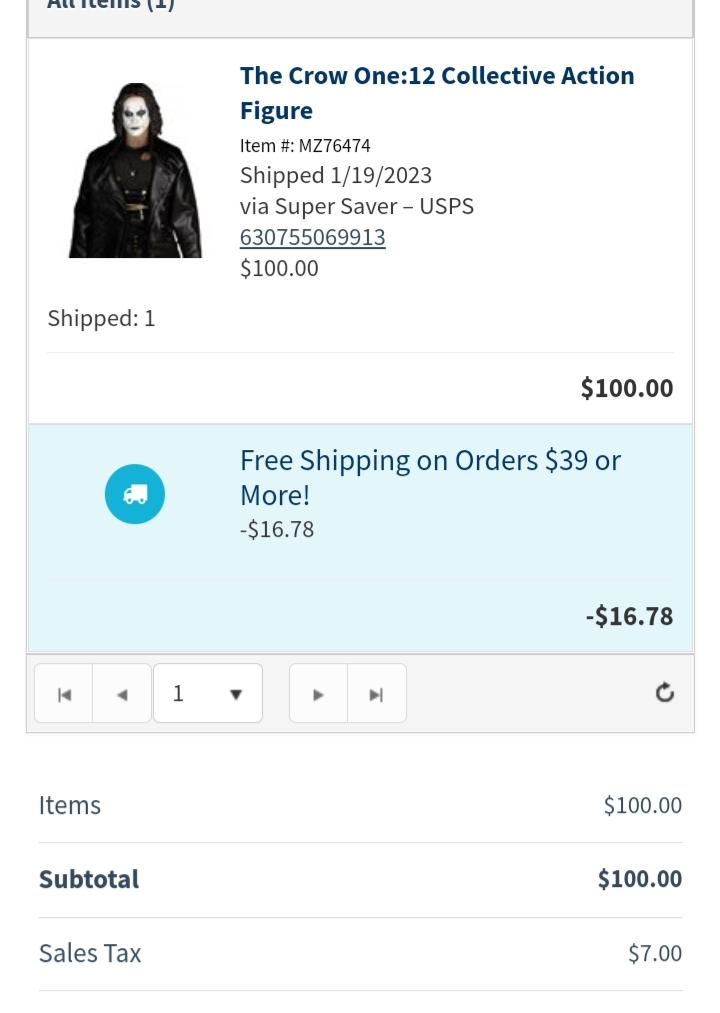 All Items (1)
The Crow One:12 Collective Action
Figure
Item #: MZ76474
Shipped 1/19/2023
via Super Saver – USPS
630755069913
$100.00
Shipped: 1
$100.00
Free Shipping on Orders $39 or
More!
-$16.78
-$16.78
1
Items $100.00
Subtotal $100.00
Sales Tax $7.00